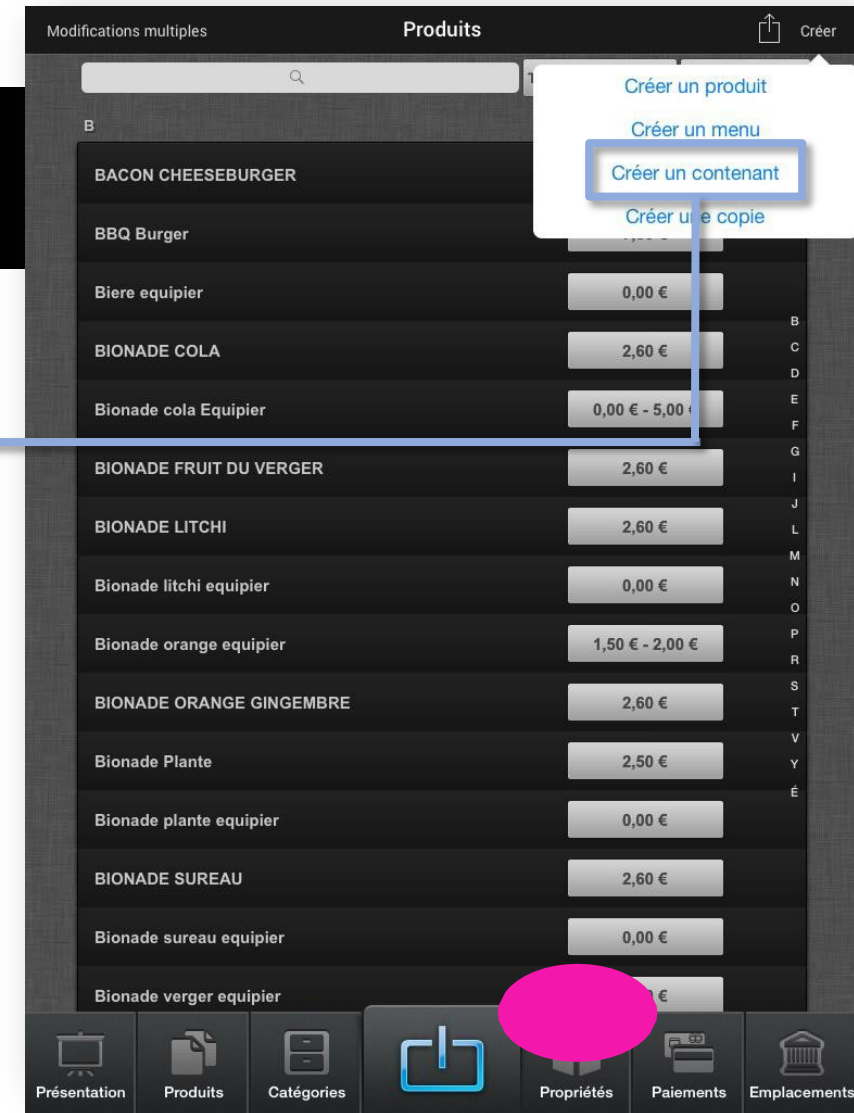 Modifications multiples Produits Créer
Créer un produit
B
Créer un menu
BACON CHEESEBURGER
Créer un contenant
Créer une copie
BBQ Burger
Biere equipier 0,00 €
BIONADE COLA 2,60 €
Bionade cola Equipier 0,00 € - 5,00 €
BIONADE FRUIT DU VERGER 2,60 €
BIONADE LITCHI 2,60 €
Bionade litchi equipier 0,00 €
Bionade orange equipier 1,50 € - 2,00 €
BIONADE ORANGE GINGEMBRE 2,60 €
Bionade Plante 2,50 €
Bionade plante equipier 0,00 €
BIONADE SUREAU 2,60 €
Bionade sureau equipier 0,00 €
Bionade verger equipier €
B
C
D
E
F
G
I
J
L
M
N
O
P
R
S
T
V
Y
É
Présentation Produits Catégories Propriétés Paiements Emplacements